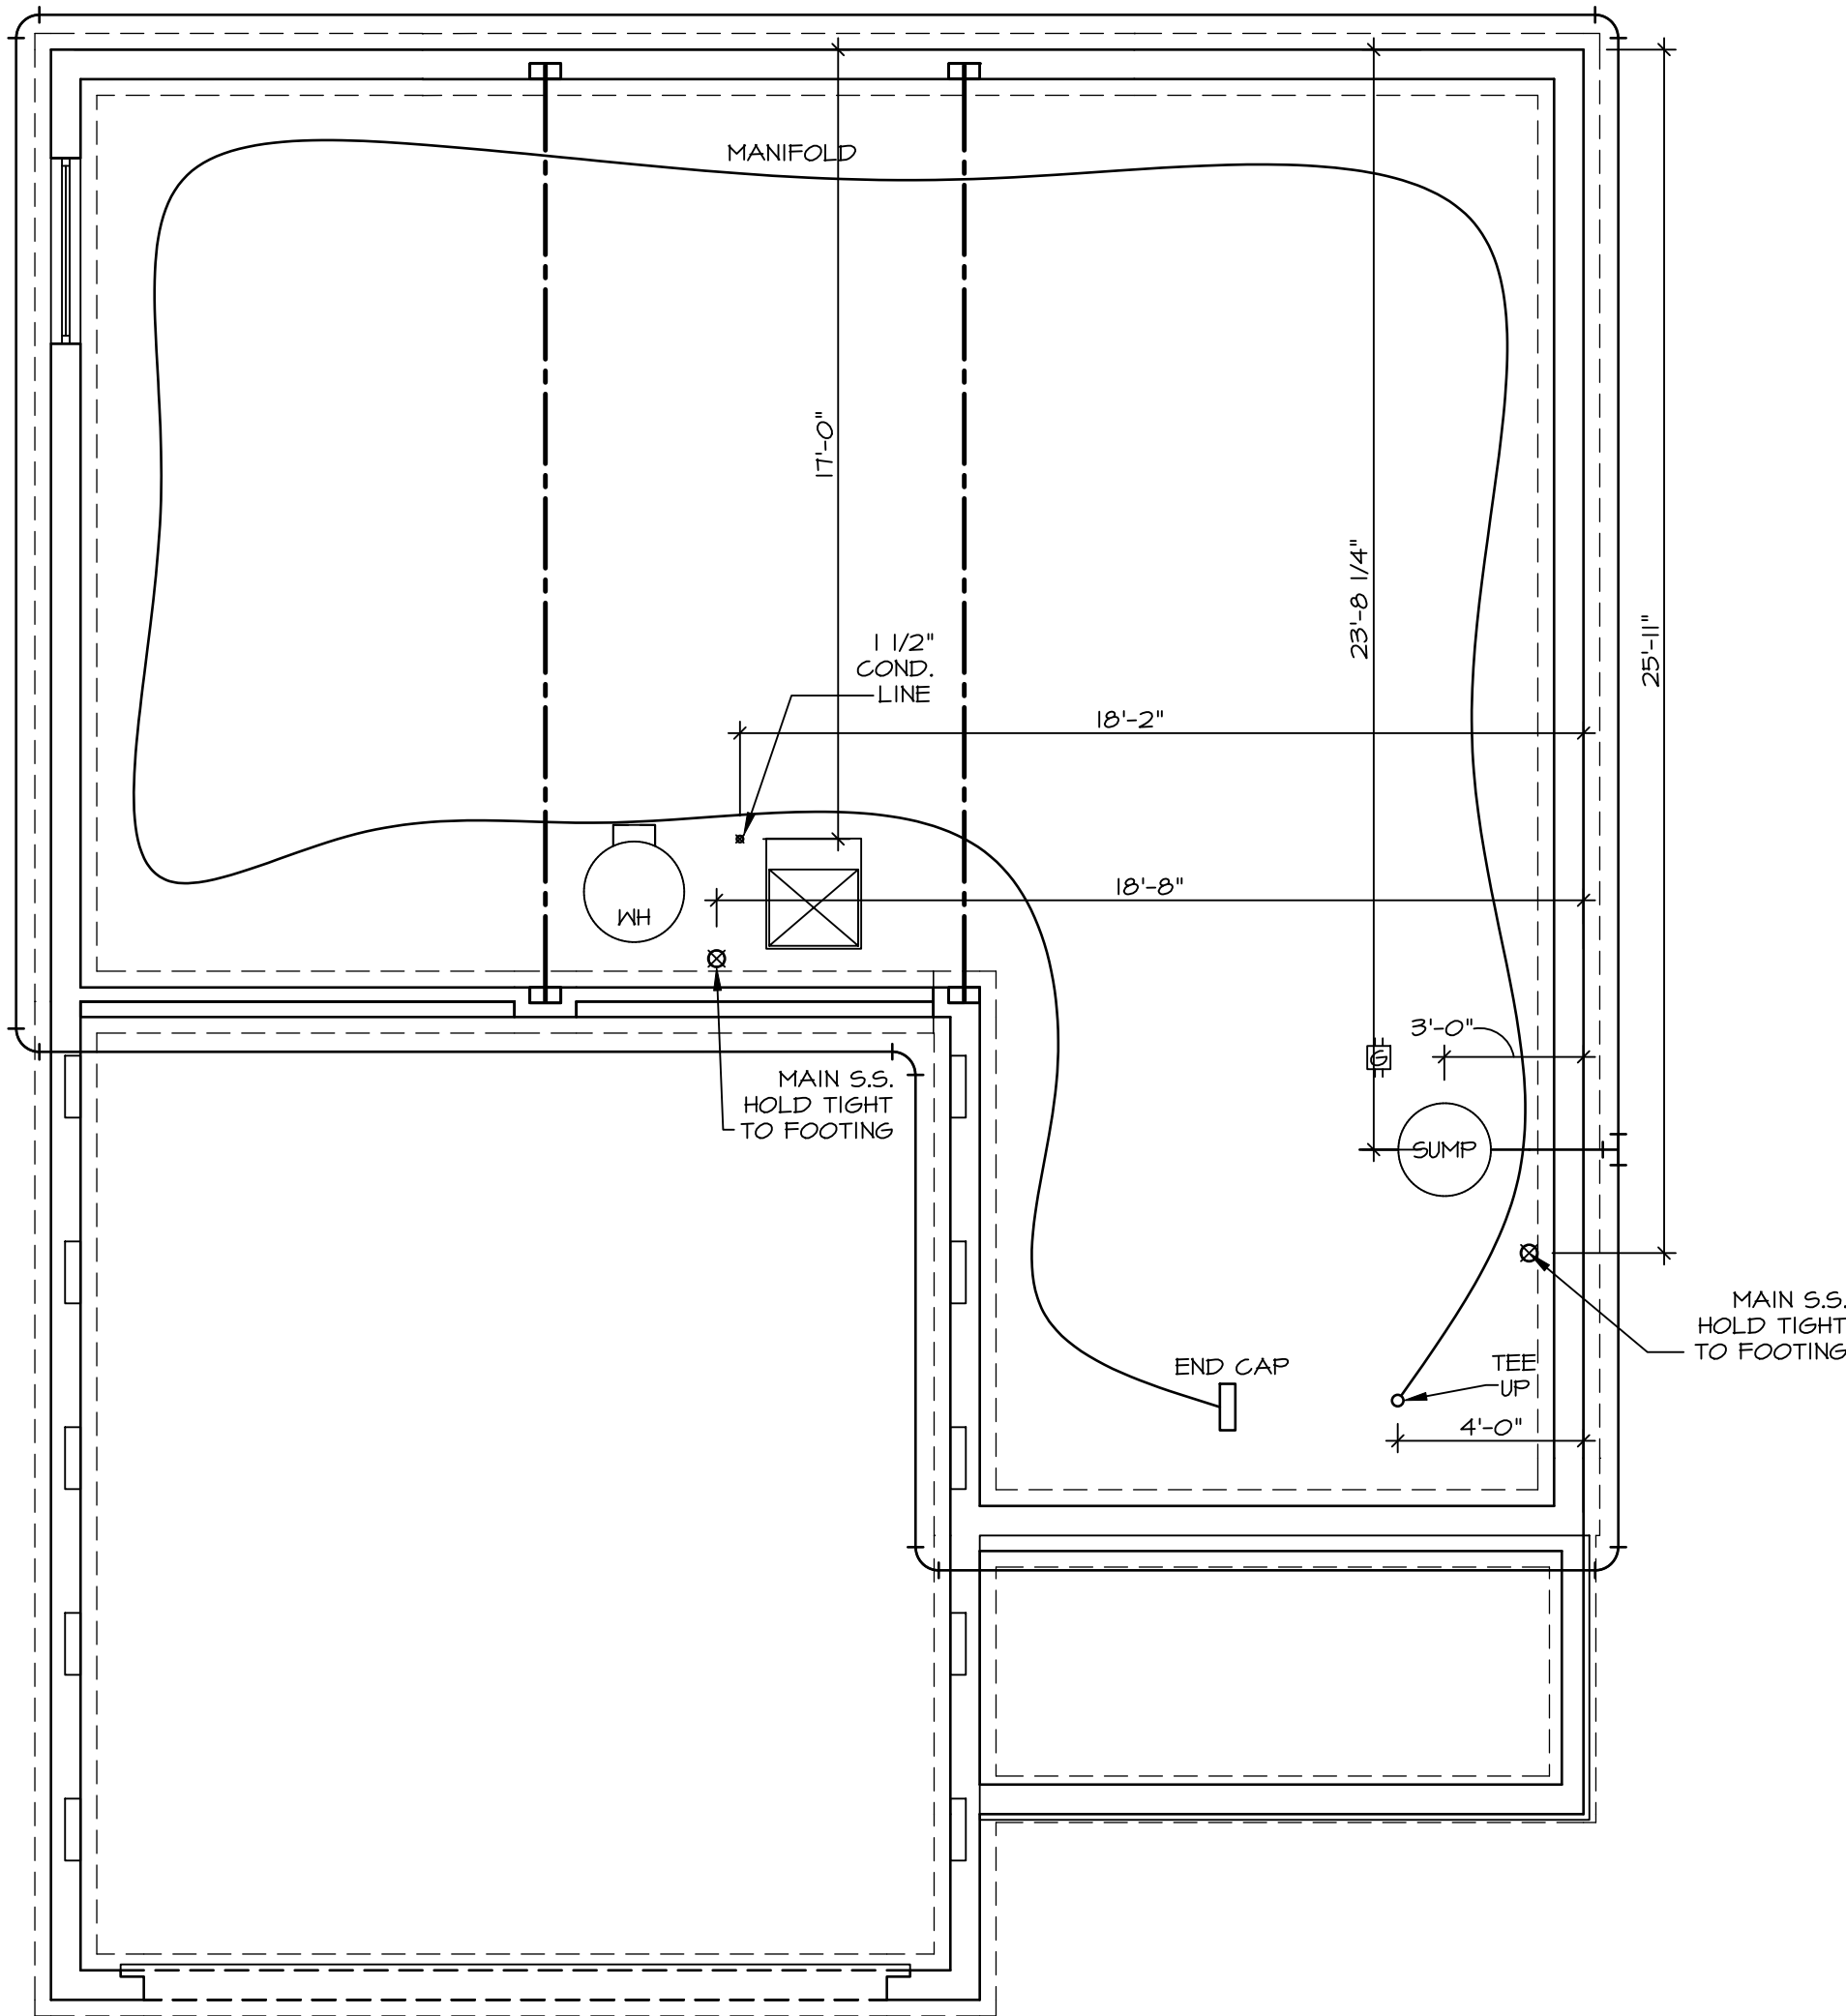 MANIFOLD
17'-0"
23'-8 1/4"
25'-11"
1 1/2"
COND.
LINE
18'-2"
18'-8"
WH
3'-0"
G
MAIN S.S.
HOLD TIGHT
TO FOOTING
SUMP
MAIN S.S.
HOLD TIGHT
TO FOOTING
END CAP
TEE
UP
4'-0"